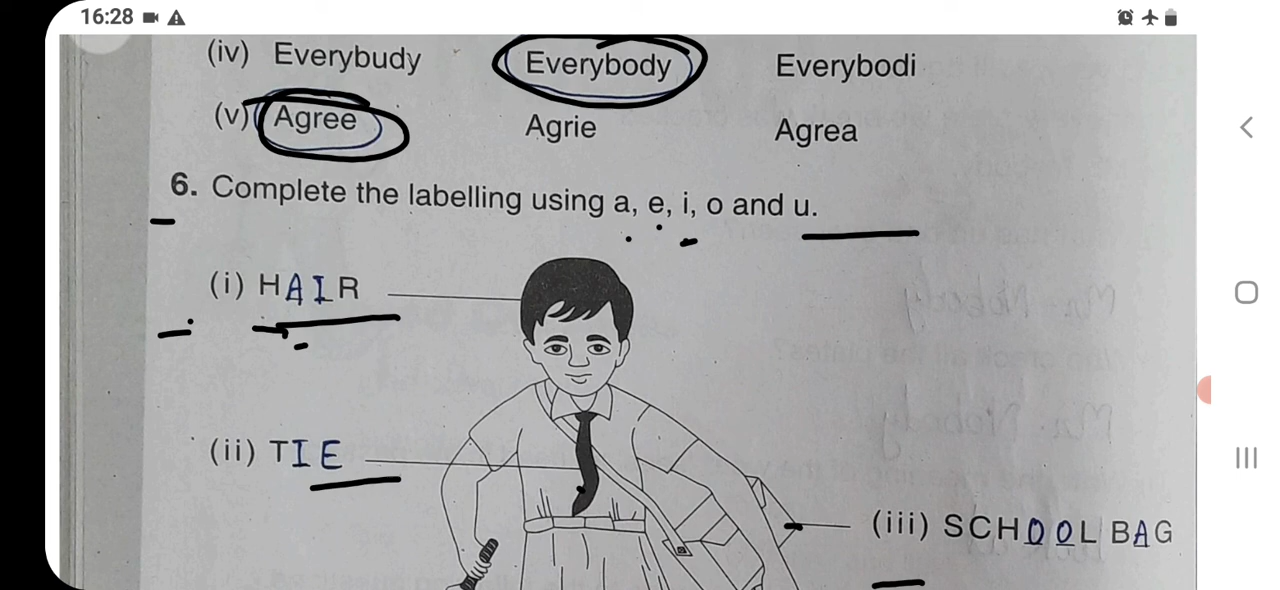 16:28
(iv) Everybudy Everybody Everybodi
(v) Agree Agrie Agrea
6. Complete the labelling using a, e, i, o and u.
(i) HAIR
(ii) TIE
(iii) SCHOOL BAG